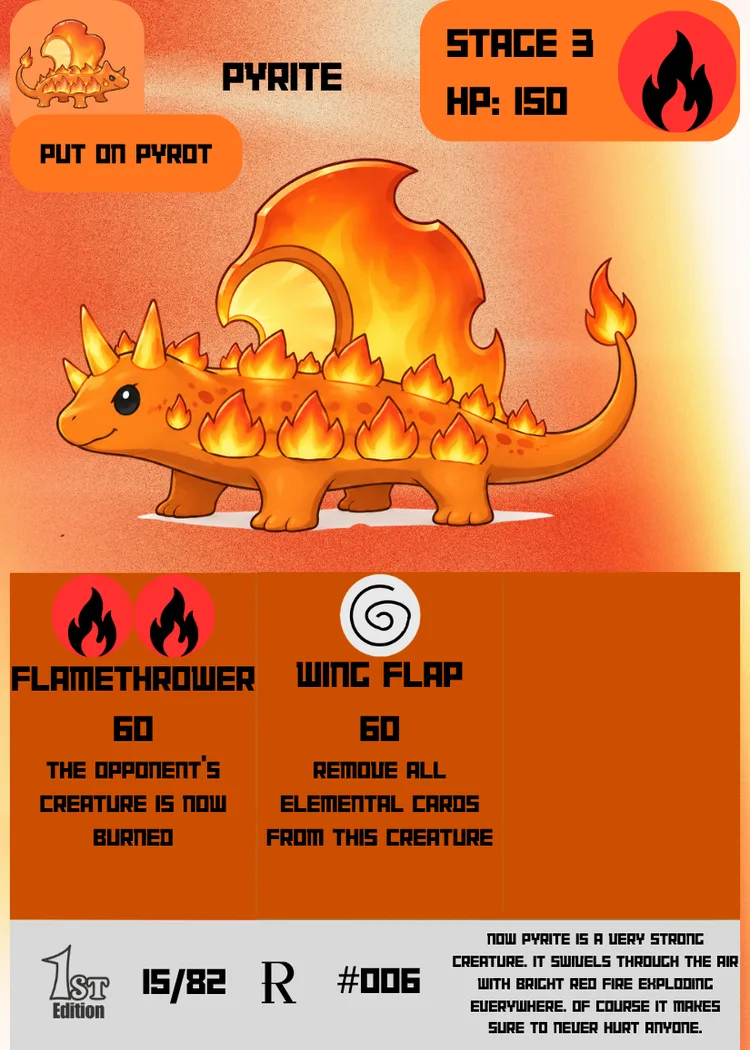 PYRITE
STAGE 3
HP: 150
PUT ON PYROT
FLAMETHROWER
60
THE OPPONENT'S
CREATURE IS NOW
BURNED
WING FLAP
60
REMOVE ALL
ELEMENTAL CARDS
FROM THIS CREATURE
1ST
Edition
15/82
R
#006
NOW PYRITE IS A VERY STRONG
CREATURE. IT SWIVELS THROUGH THE AIR
WITH BRIGHT RED FIRE EXPLODING
EVERYWHERE. OF COURSE IT MAKES
SURE TO NEVER HURT ANYONE.